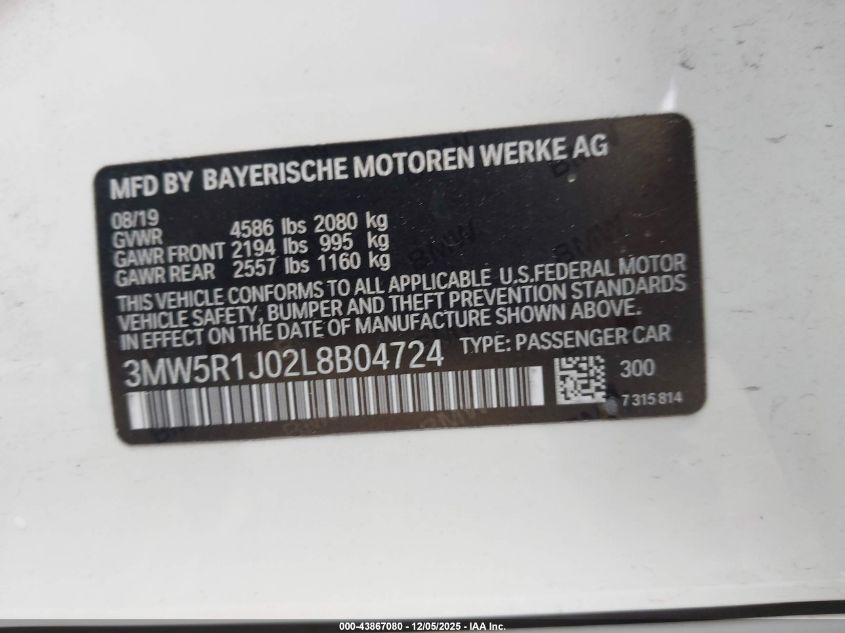 MFD BY BAYERISCHE MOTOREN WERKE AG
08/19
GVWR 4586 lbs 2080 kg
GAWR FRONT 2194 lbs 995 kg
GAWR REAR 2557 lbs 1160 kg
THIS VEHICLE CONFORMS TO ALL APPLICABLE U.S.FEDERAL MOTOR
VEHICLE SAFETY, BUMPER AND THEFT PREVENTION STANDARDS
IN EFFECT ON THE DATE OF MANUFACTURE SHOWN ABOVE.
3MW5R1J02L8B04724 TYPE: PASSENGER CAR
300
7 315 814
000-43867080 - 12/05/2025 - IAA Inc.